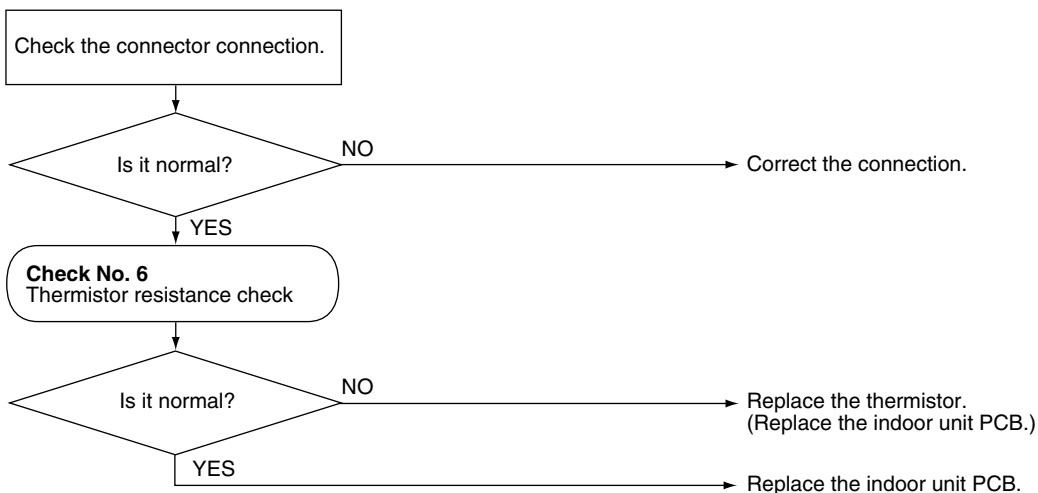 Check the connector connection.
Is it normal?
NO
Correct the connection.
YES
Check No. 6
Thermistor resistance check
Is it normal?
NO
Replace the thermistor.
(Replace the indoor unit PCB.)
YES
Replace the indoor unit PCB.